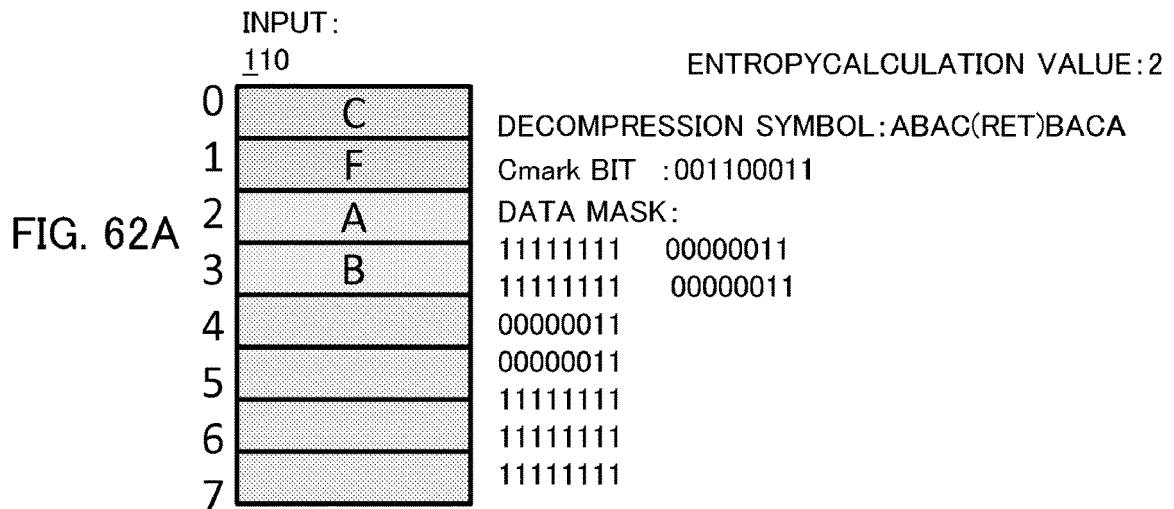 INPUT:
110
ENTROPYCALCULATION VALUE:2
FIG. 62A
0 C
1 F
2 A
3 B
4
5
6
7
DECOMPRESSION SYMBOL:ABAC(RET)BACA
Cmark BIT :001100011
DATA MASK:
11111111 00000011
11111111 00000011
00000011
00000011
11111111
11111111
11111111